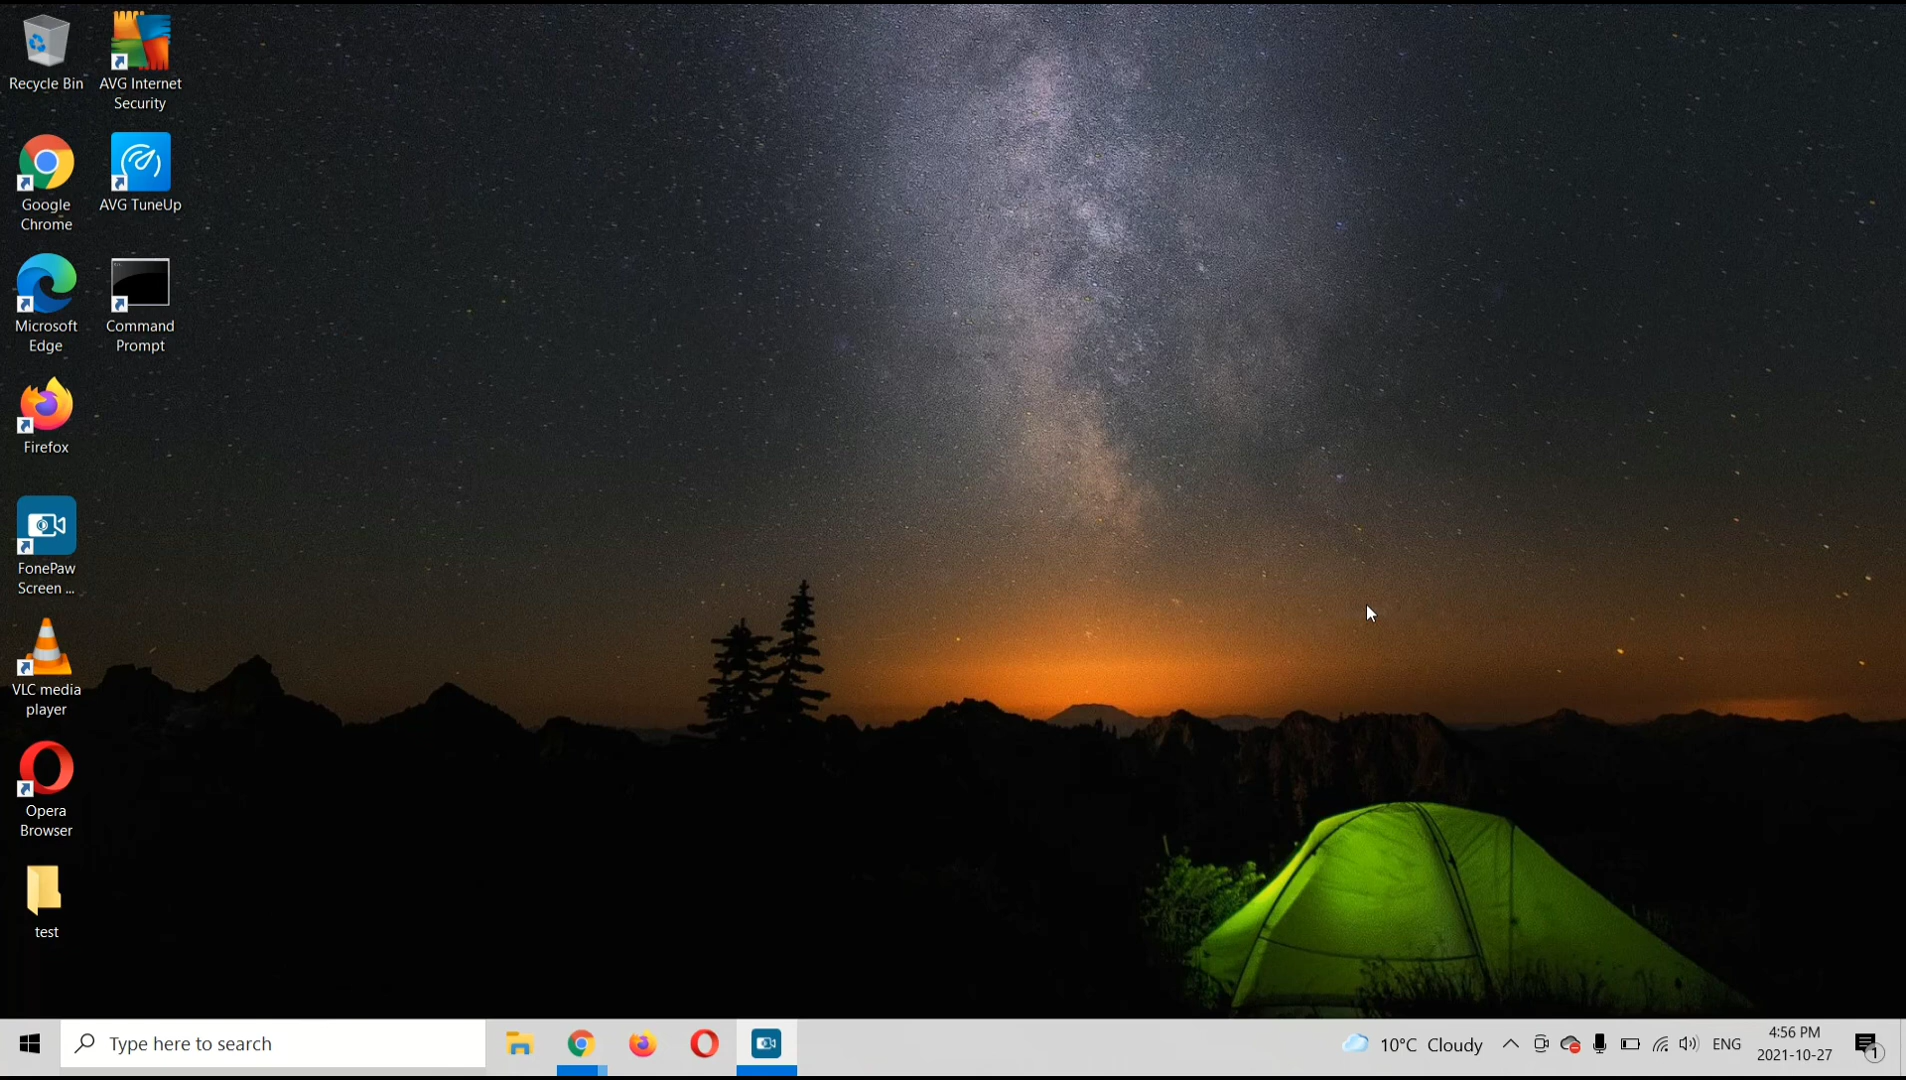 Recycle Bin
AVG Internet
Security
Google
Chrome
AVG TuneUp
Microsoft
Edge
Command
Prompt
Firefox
FonePaw
Screen ...
VLC media
player
Opera
Browser
test
Type here to search
10°C Cloudy
ENG
4:56 PM
2021-10-27
1